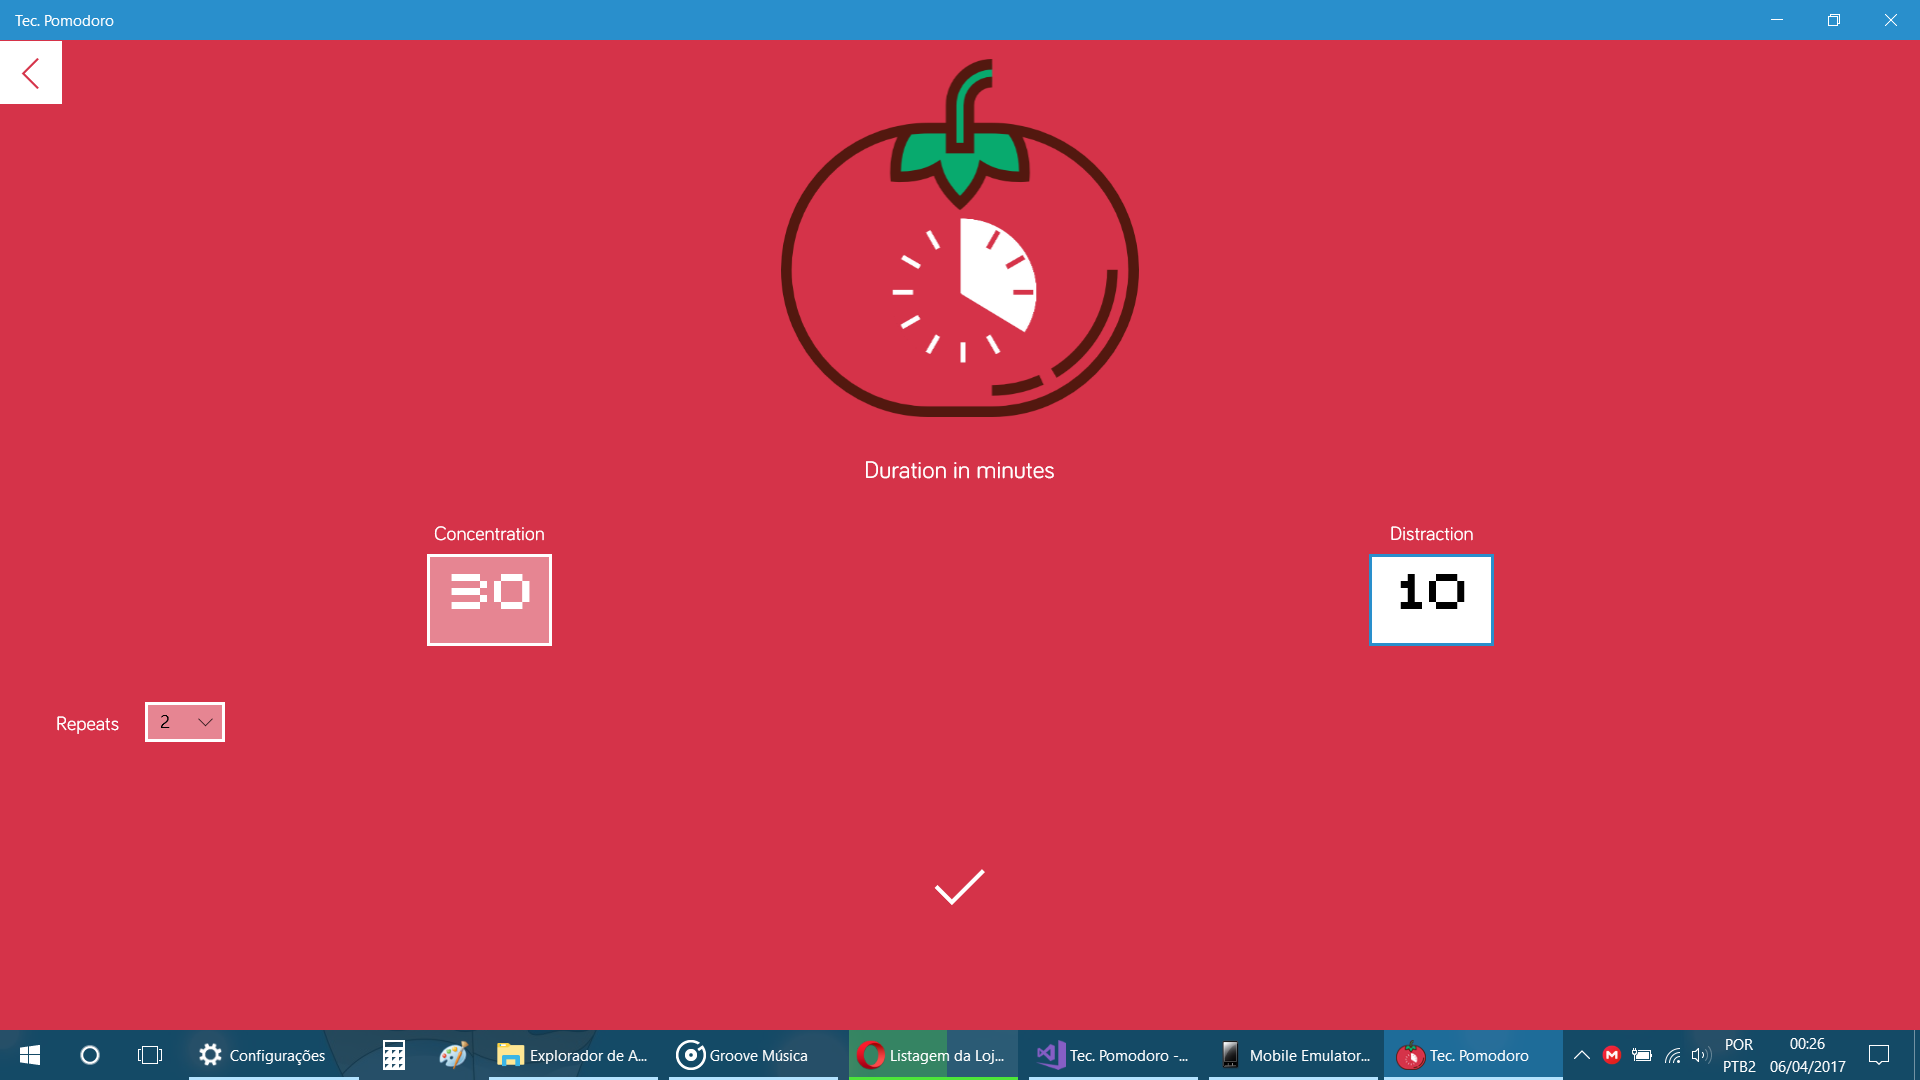 Tec. Pomodoro
Duration in minutes
Concentration
Distraction
30
10
Repeats
2
Configurações
Explorador de A...
Groove Música
Listagem da Loj...
Tec. Pomodoro -...
Mobile Emulator...
Tec. Pomodoro
POR
PTB2
00:26
06/04/2017